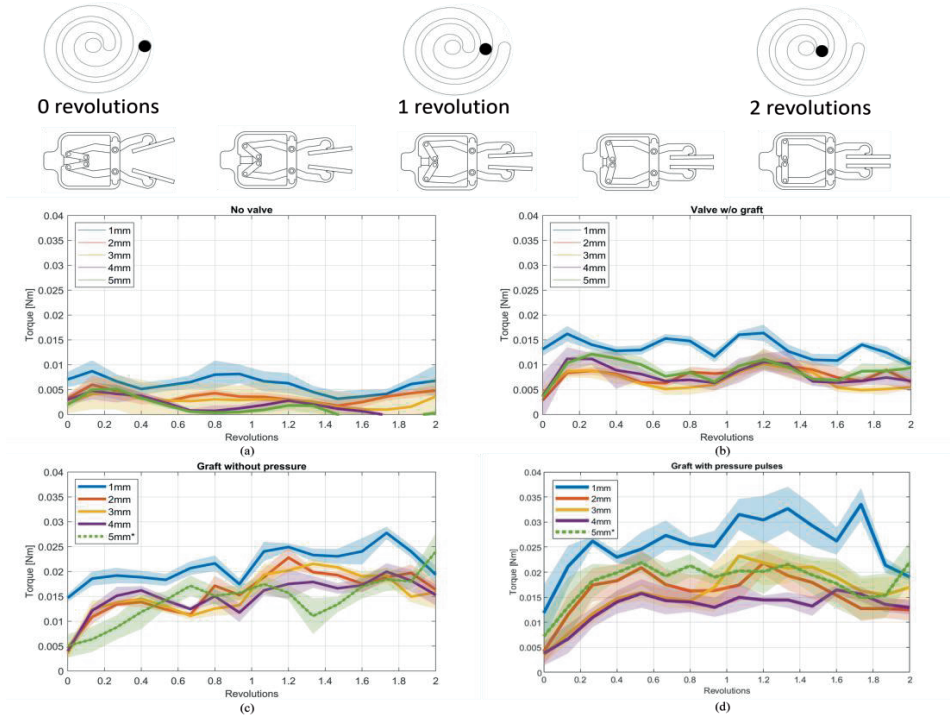 0 revolutions
1 revolution
2 revolutions
No valve
0.04
0.035
0.03
0.025
0.02
0.015
0.01
0.005
0
Torque [Nm]
1mm
2mm
3mm
4mm
5mm
0 0.2 0.4 0.6 0.8 1 1.2 1.4 1.6 1.8 2
Revolutions
(a)
Valve w/o graft
0.04
0.035
0.03
0.025
0.02
0.015
0.01
0.005
0
Torque [Nm]
1mm
2mm
3mm
4mm
5mm
0 0.2 0.4 0.6 0.8 1 1.2 1.4 1.6 1.8 2
Revolutions
(b)
Graft without pressure
0.04
0.035
0.03
0.025
0.02
0.015
0.01
0.005
0
Torque [Nm]
1mm
2mm
3mm
4mm
5mm*
0 0.2 0.4 0.6 0.8 1 1.2 1.4 1.6 1.8 2
Revolutions
(c)
Graft with pressure pulses
0.04
0.035
0.03
0.025
0.02
0.015
0.01
0.005
0
Torque [Nm]
1mm
2mm
3mm
4mm
5mm*
0 0.2 0.4 0.6 0.8 1 1.2 1.4 1.6 1.8 2
Revolutions
(d)